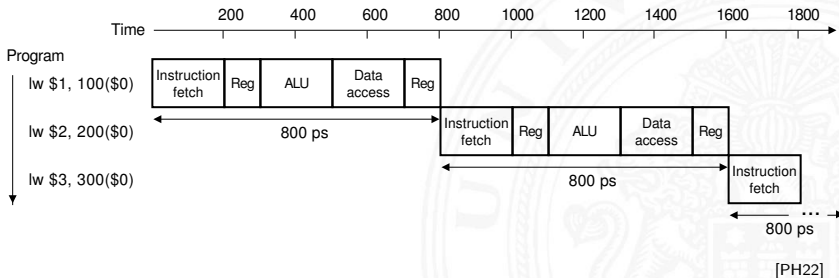 200 400 600 800 1000 1200 1400 1600 1800
Time
Program
lw $1, 100($0)
Instruction
fetch
Reg
ALU
Data
access
Reg
800 ps
lw $2, 200($0)
Instruction
fetch
Reg
ALU
Data
access
Reg
800 ps
lw $3, 300($0)
Instruction
fetch
...
800 ps
[PH22]